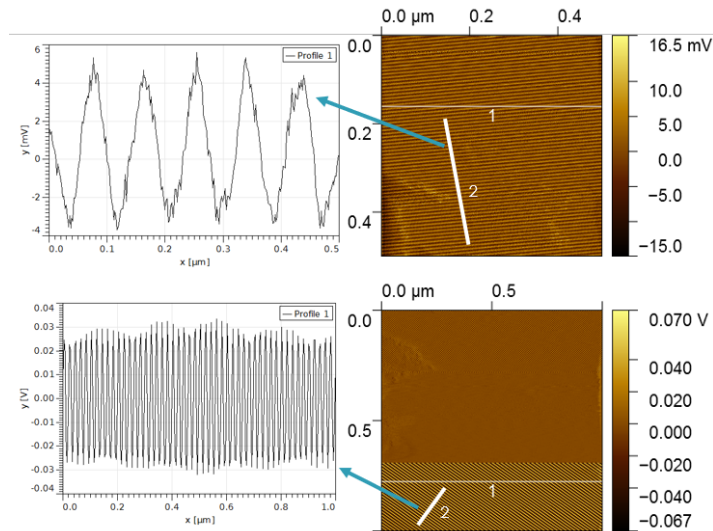 0.0 µm 0.2 0.4
6
4
2
0
−2
−4
y [mV]
Profile 1
0.0 0.1 0.2 0.3 0.4 0.5
x [µm]
0.0
0.2
0.4
1
2
16.5 mV
10.0
5.0
0.0
−5.0
−15.0
0.0 µm 0.5
0.04
0.03
0.02
0.01
0.00
−0.01
−0.02
−0.03
−0.04
y [V]
Profile 1
0.0 0.2 0.4 0.6 0.8 1.0
x [µm]
0.0
0.5
1
2
0.070 V
0.040
0.020
0.000
−0.020
−0.040
−0.067